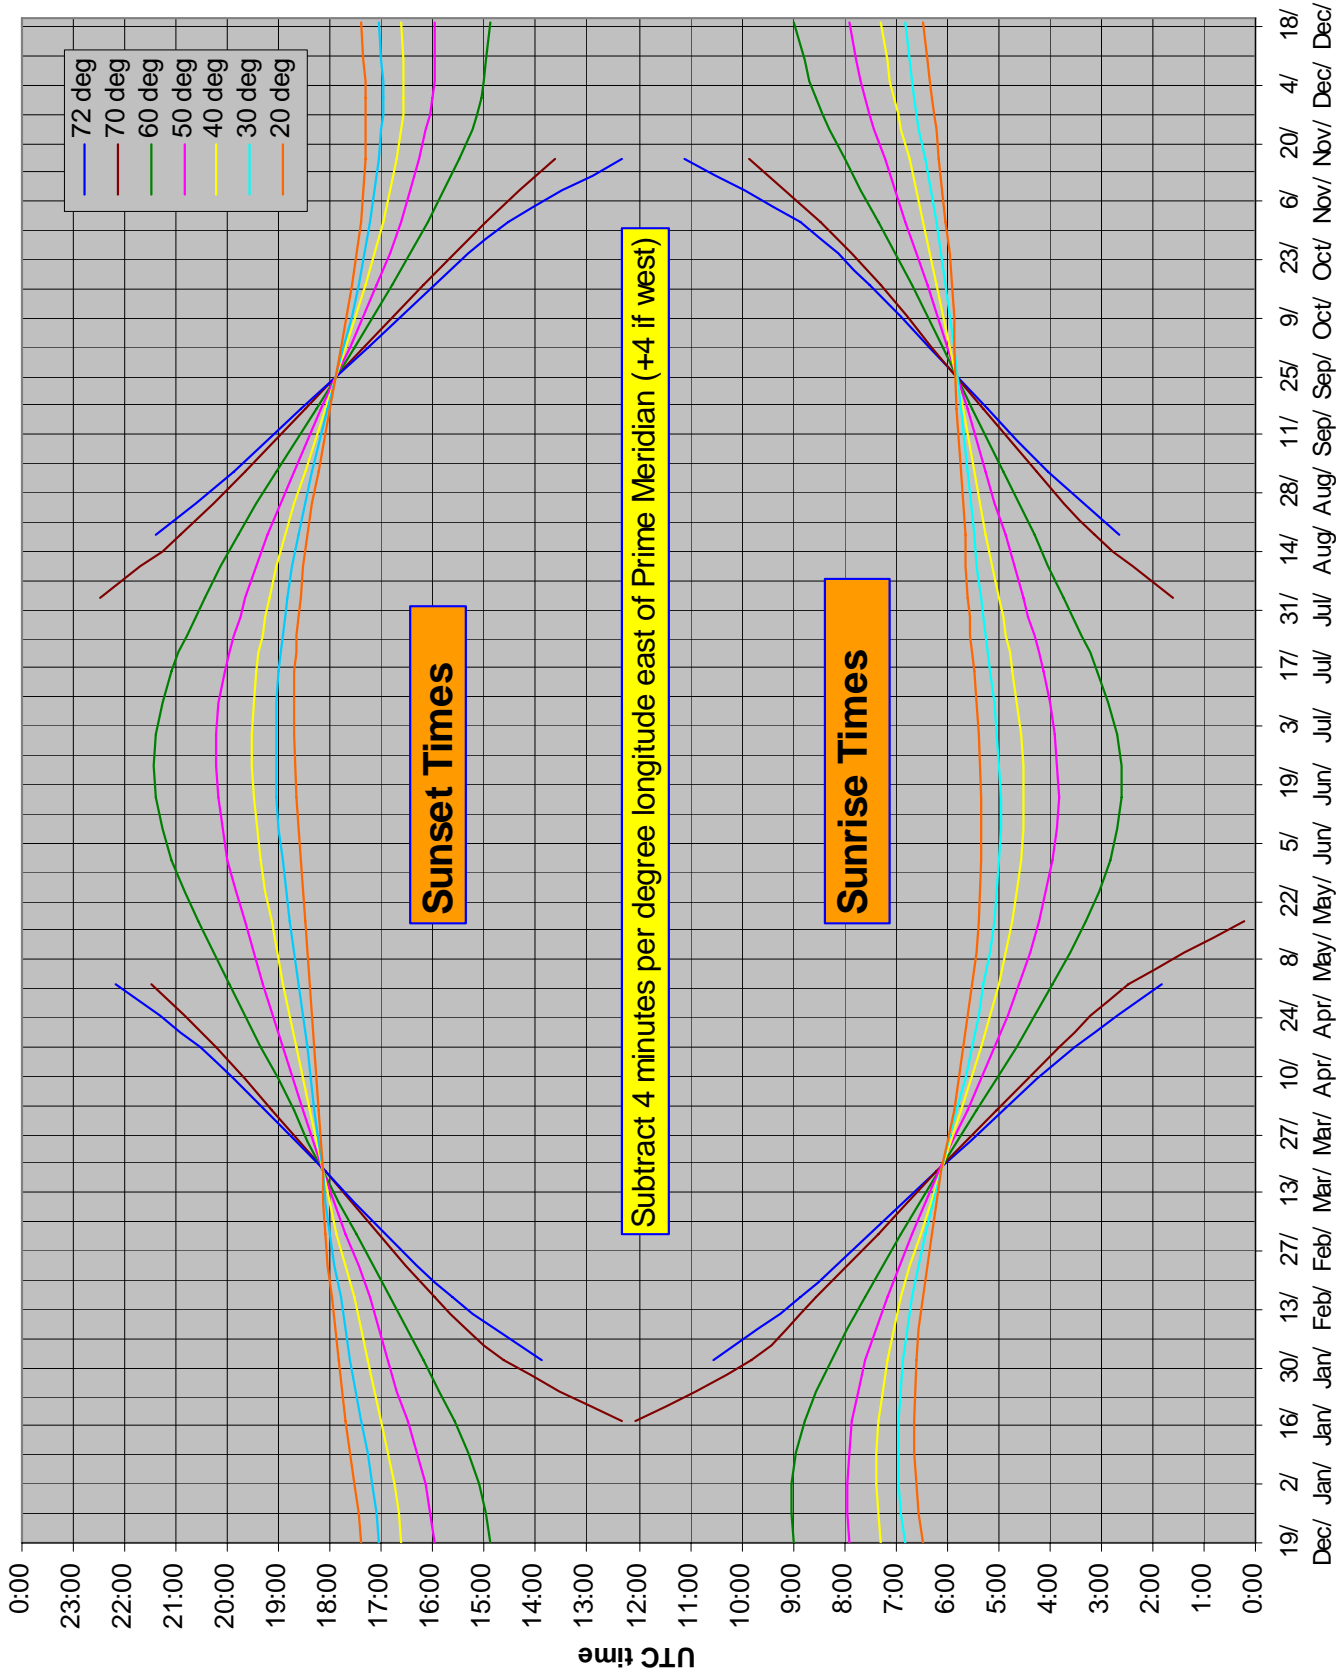 UTC time
0:00
23:00
22:00
21:00
20:00
19:00
18:00
17:00
16:00
15:00
14:00
13:00
12:00
11:00
10:00
9:00
8:00
7:00
6:00
5:00
4:00
3:00
2:00
1:00
0:00
72 deg
70 deg
60 deg
50 deg
40 deg
30 deg
20 deg
Sunset Times
Subtract 4 minutes per degree longitude east of Prime Meridian (+4 if west)
Sunrise Times
19/ 2/ 16/ 30/ 13/ 27/ 13/ 27/ 10/ 24/ 8/ 22/ 5/ 19/ 3/ 17/ 31/ 14/ 28/ 11/ 25/ 9/ 23/ 6/ 20/ 4/ 18/
Dec/ Jan/ Jan/ Jan/ Feb/ Feb/ Mar/ Mar/ Apr/ Apr/ May/ May/ Jun/ Jun/ Jul/ Jul/ Jul/ Aug/ Aug/ Sep/ Sep/ Oct/ Oct/ Nov/ Nov/ Dec/ Dec/